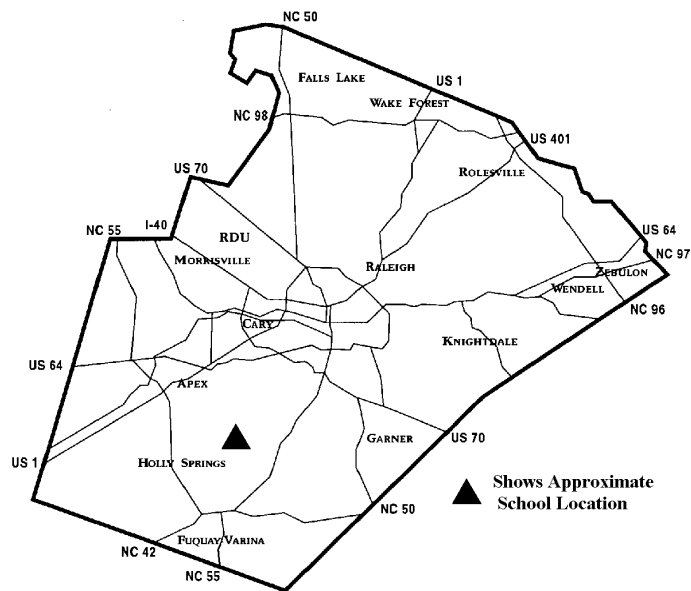 NC 50
FALLS LAKE
US 1
WAKE FOREST
NC 98
US 401
US 70
ROLESVILLE
NC 55
I-40
RDU
US 64
MORRISVILLE
RALEIGH
NC 97
ZEBULON
WENDELL
NC 96
CARY
KNIGHTDALE
US 64
APEX
GARNER
US 70
US 1
HOLLY SPRINGS
Shows Approximate
School Location
NC 50
FUQUAY-VARINA
NC 42
NC 55